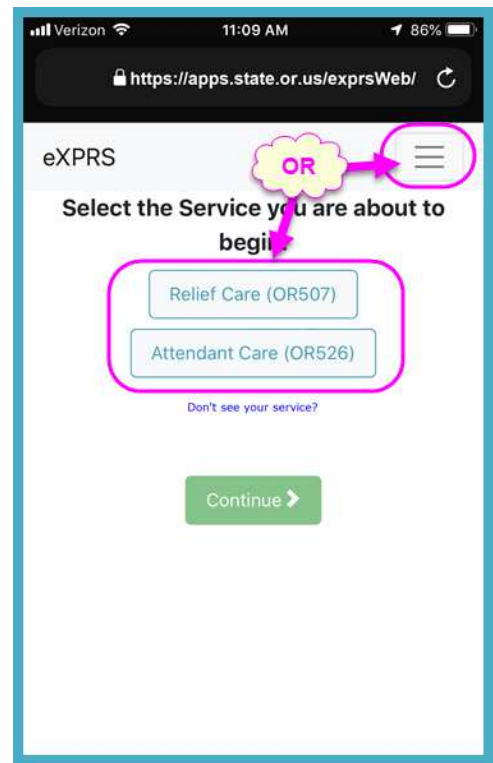 Verizon 11:09 AM 86%
https://apps.state.or.us/exprsWeb/
eXPRS
OR
Select the Service you are about to
begin.
Relief Care (OR507)
Attendant Care (OR526)
Don't see your service?
Continue